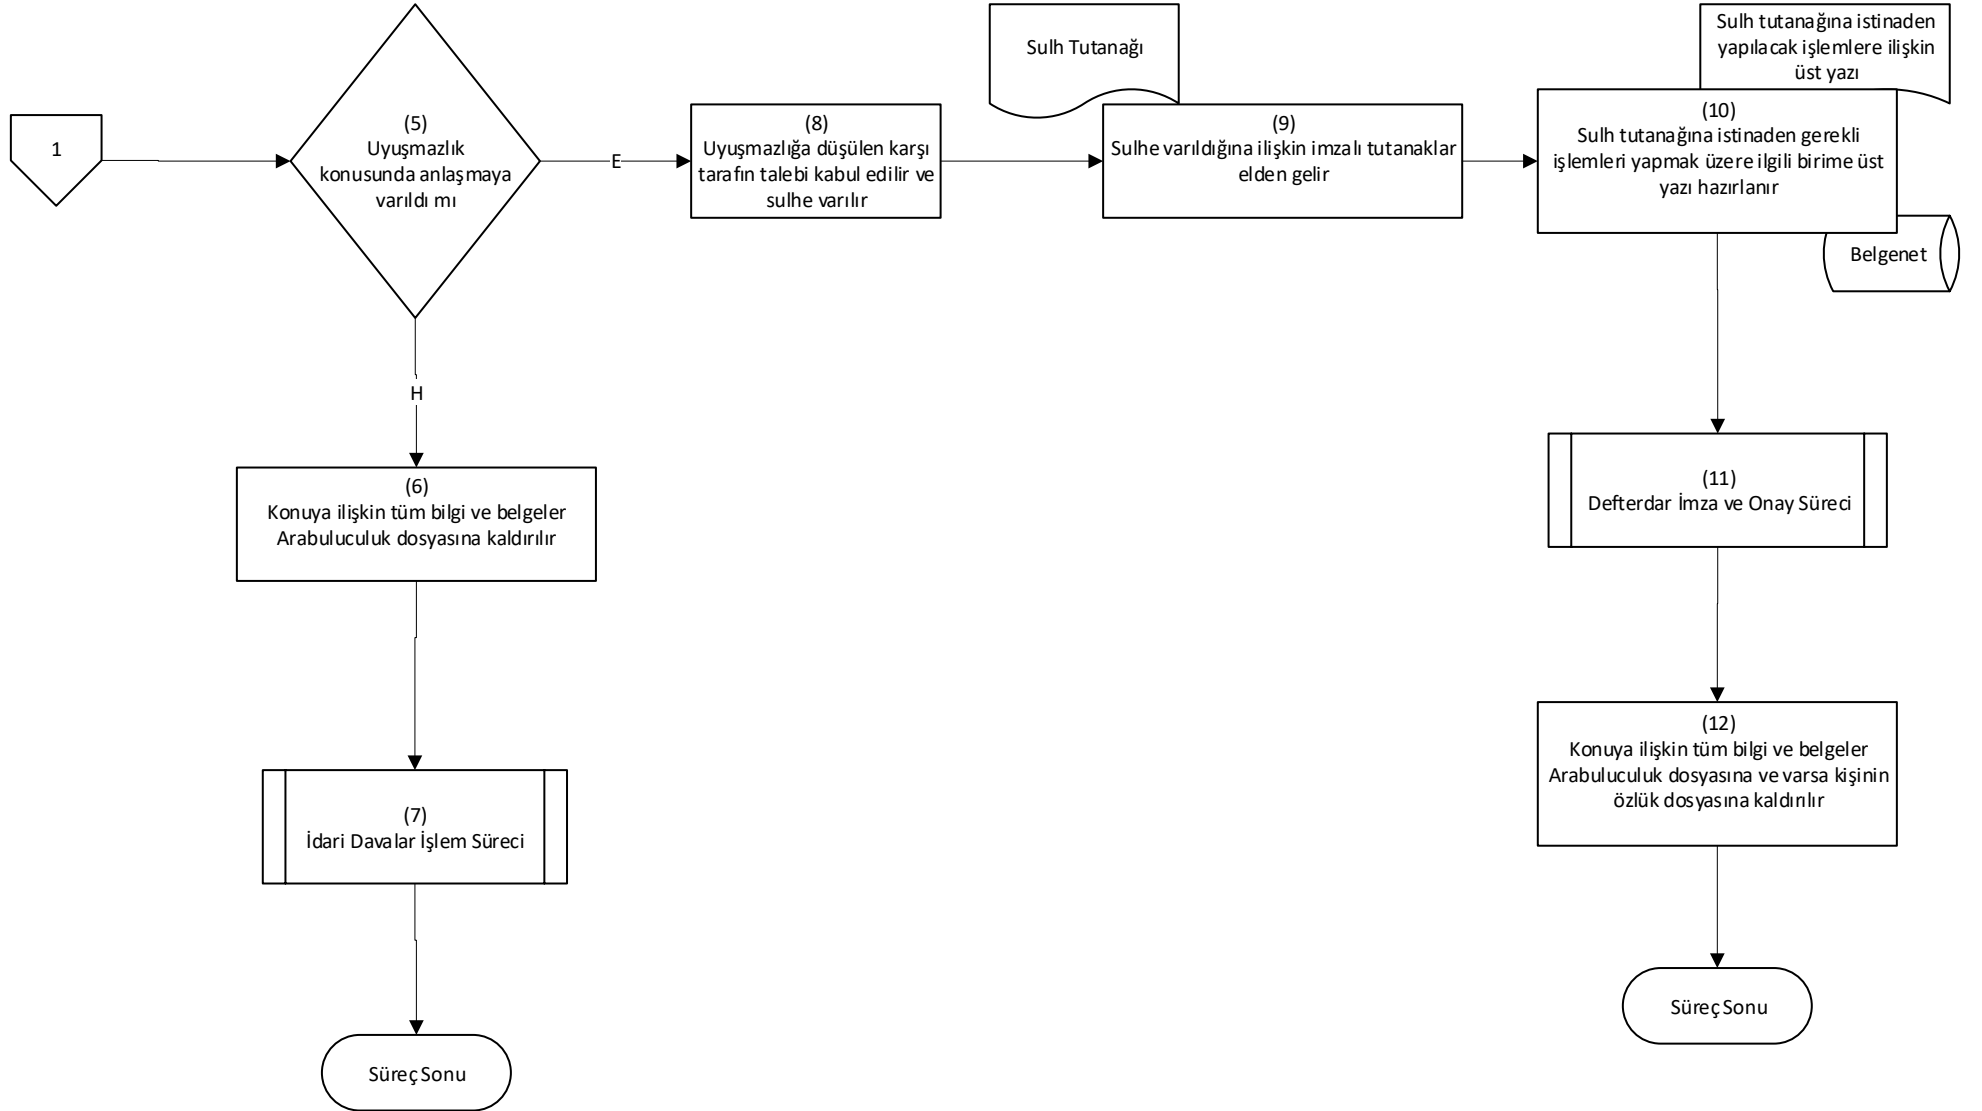 1
(5)
Uyuşmazlık
konusunda anlaşmaya
varıldı mı
E
H
(8)
Uyuşmazlığa düşülen karşı
tarafın talebi kabul edilir ve
sulhe varılır
Sulh Tutanağı
(9)
Sulhe varıldığına ilişkin imzalı tutanaklar
elden gelir
Sulh tutanağına istinaden
yapılacak işlemlere ilişkin
üst yazı
(10)
Sulh tutanağına istinaden gerekli
işlemleri yapmak üzere ilgili birime üst
yazı hazırlanır
Belgenet
(6)
Konuya ilişkin tüm bilgi ve belgeler
Arabuluculuk dosyasına kaldırılır
(7)
İdari Davalar İşlem Süreci
Süreç Sonu
(11)
Defterdar İmza ve Onay Süreci
(12)
Konuya ilişkin tüm bilgi ve belgeler
Arabuluculuk dosyasına ve varsa kişinin
özlük dosyasına kaldırılır
Süreç Sonu